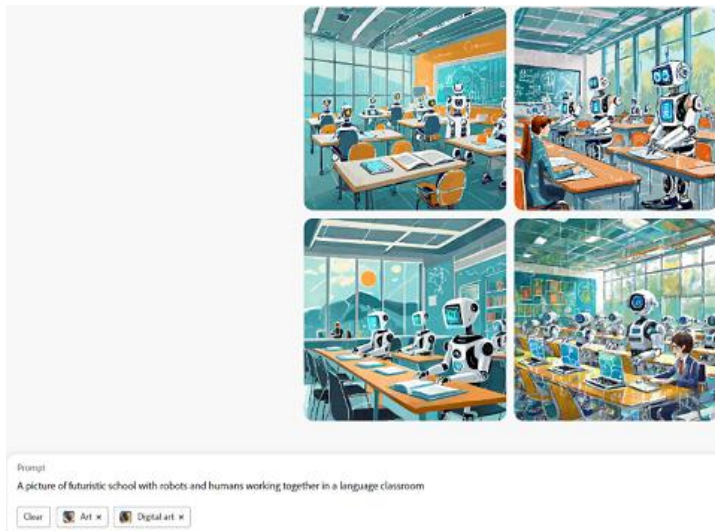 Prompt
A picture of futuristic school with robots and humans working together in a language classroom
Clear
Art ×
Digital art ×